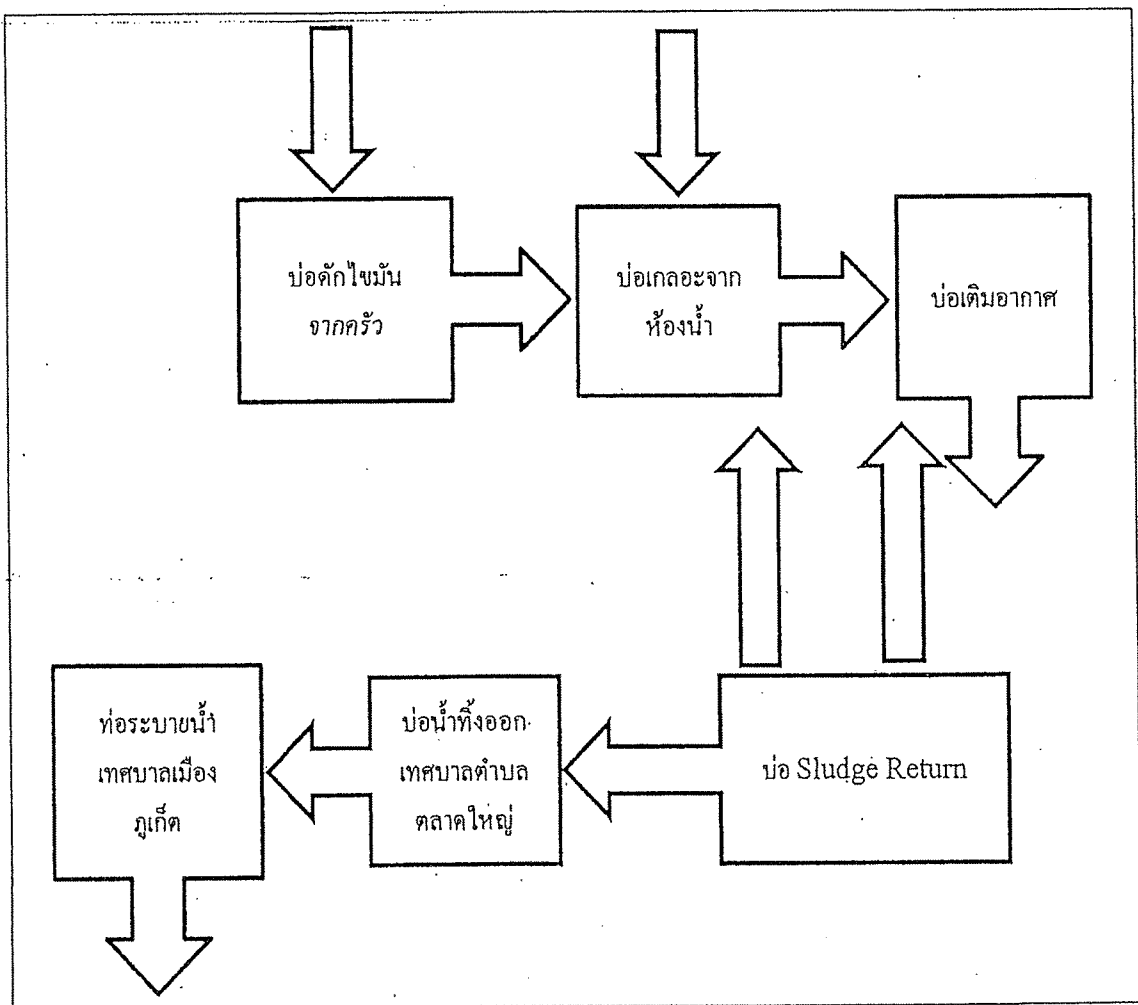 บ่อดักไขมัน
จากครัว
บ่อเกลอะจาก
ห้องน้ำ
บ่อเติมอากาศ
ท่อระบายน้ำ
เทศบาลเมือง
ภูเก็ต
บ่อน้ำทิ้งออก
เทศบาลตำบล
ตลาดใหญ่
บ่อ Sludge Return